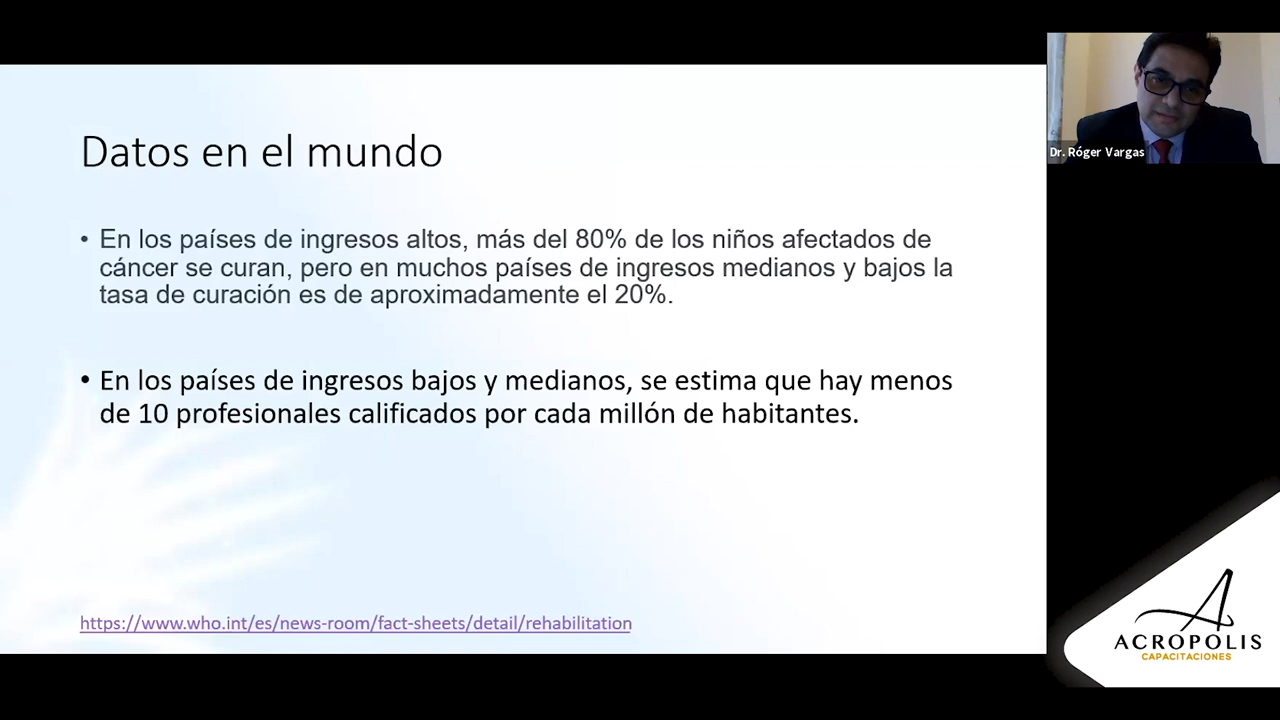 Datos en el mundo
• En los países de ingresos altos, más del 80% de los niños afectados de
cáncer se curan, pero en muchos países de ingresos medianos y bajos la
tasa de curación es de aproximadamente el 20%.
• En los países de ingresos bajos y medianos, se estima que hay menos
de 10 profesionales calificados por cada millón de habitantes.
https://www.who.int/es/news-room/fact-sheets/detail/rehabilitation
Dr. Róger Vargas
ACROPOLIS
CAPACITACIONES